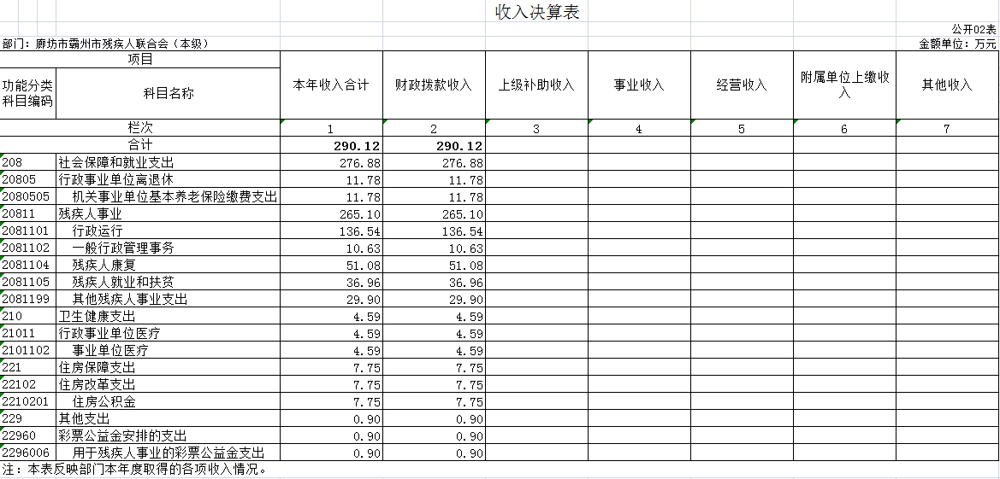 收入决算表
公开02表
部门：廊坊市霸州市残疾人联合会（本级） 金额单位：万元
项目
功能分类科目编码 科目名称 本年收入合计 财政拨款收入 上级补助收入 事业收入 经营收入 附属单位上缴收入 其他收入
栏次 1 2 3 4 5 6 7
合计 290.12 290.12
208 社会保障和就业支出 276.88 276.88
20805 行政事业单位离退休 11.78 11.78
2080505 机关事业单位基本养老保险缴费支出 11.78 11.78
20811 残疾人事业 265.10 265.10
2081101 行政运行 136.54 136.54
2081102 一般行政管理事务 10.63 10.63
2081104 残疾人康复 51.08 51.08
2081105 残疾人就业和扶贫 36.96 36.96
2081199 其他残疾人事业支出 29.90 29.90
210 卫生健康支出 4.59 4.59
21011 行政事业单位医疗 4.59 4.59
2101102 事业单位医疗 4.59 4.59
221 住房保障支出 7.75 7.75
22102 住房改革支出 7.75 7.75
2210201 住房公积金 7.75 7.75
229 其他支出 0.90 0.90
22960 彩票公益金安排的支出 0.90 0.90
2296006 用于残疾人事业的彩票公益金支出 0.90 0.90
注：本表反映部门本年度取得的各项收入情况。